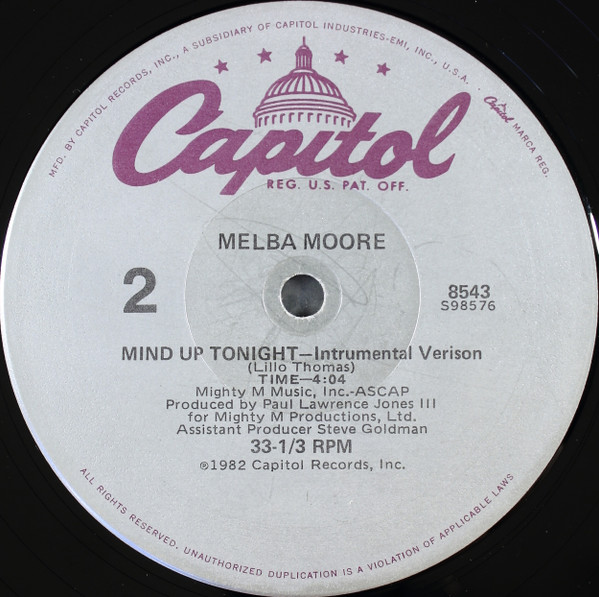 MFD. BY CAPITOL RECORDS, INC., A SUBSIDIARY OF CAPITOL INDUSTRIES-EMI, INC., U.S.A. . Capitol MARCA REG.
Capitol
REG. U.S. PAT. OFF.
MELBA MOORE
2
8543
S98576
MIND UP TONIGHT—Intrumental Verison
(Lillo Thomas)
TIME—4:04
Mighty M Music, Inc.-ASCAP
Produced by Paul Lawrence Jones III
for Mighty M Productions, Ltd.
Assistant Producer Steve Goldman
33-1/3 RPM
℗1982 Capitol Records, Inc.
ALL RIGHTS RESERVED. UNAUTHORIZED DUPLICATION IS A VIOLATION OF APPLICABLE LAWS